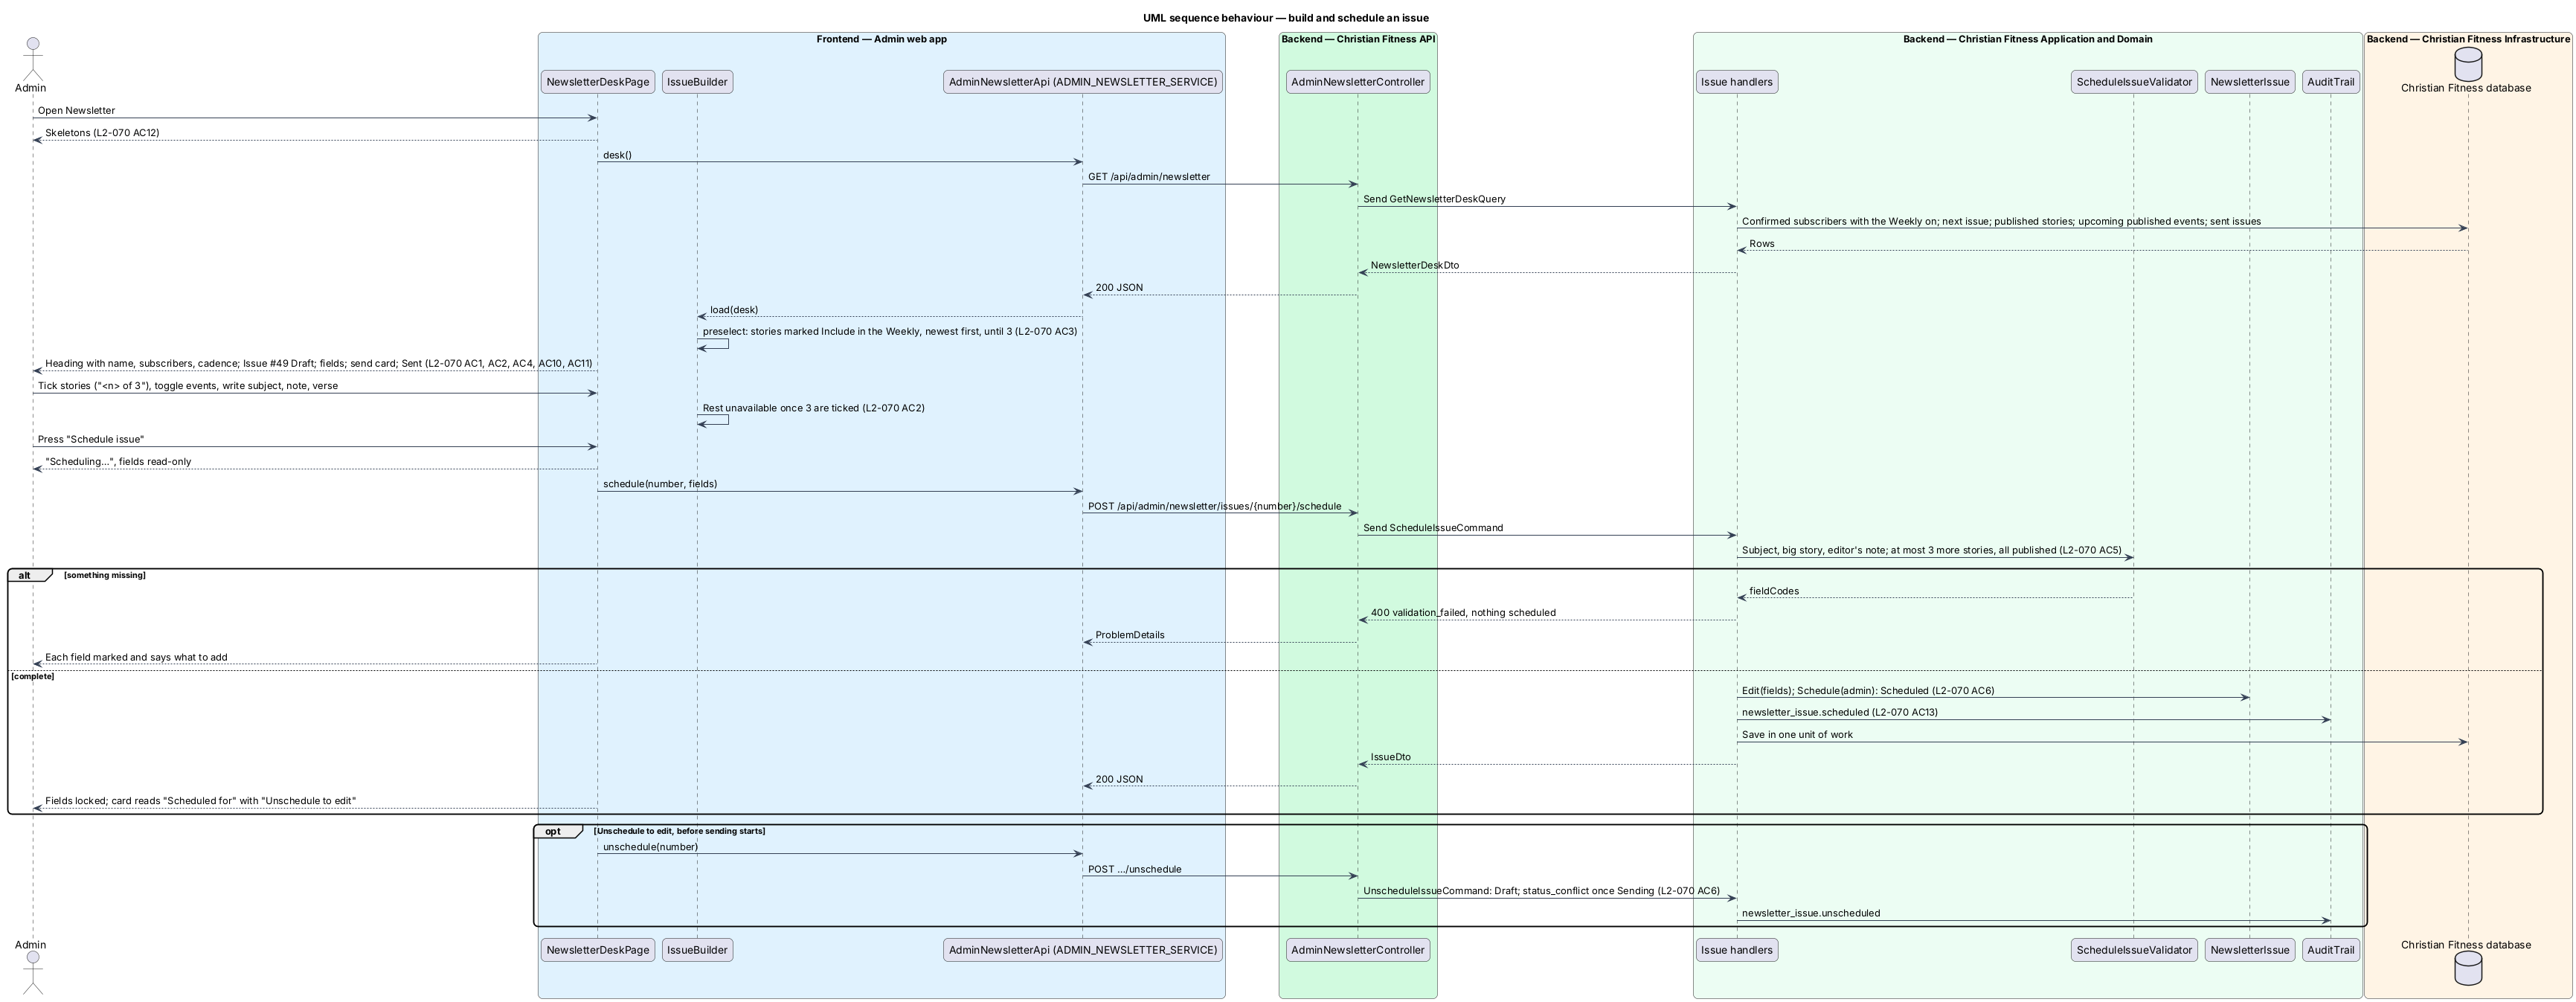 UML sequence behaviour — build and schedule an issue
Frontend — Admin web app
Backend — Christian Fitness API
Backend — Christian Fitness Application and Domain
Backend — Christian Fitness Infrastructure
Admin
NewsletterDeskPage
IssueBuilder
AdminNewsletterApi (ADMIN_NEWSLETTER_SERVICE)
AdminNewsletterController
Issue handlers
ScheduleIssueValidator
NewsletterIssue
AuditTrail
Christian Fitness database
Open Newsletter
Skeletons (L2-070 AC12)
desk()
GET /api/admin/newsletter
Send GetNewsletterDeskQuery
Confirmed subscribers with the Weekly on; next issue; published stories; upcoming published events; sent issues
Rows
NewsletterDeskDto
200 JSON
load(desk)
preselect: stories marked Include in the Weekly, newest first, until 3 (L2-070 AC3)
Heading with name, subscribers, cadence; Issue #49 Draft; fields; send card; Sent (L2-070 AC1, AC2, AC4, AC10, AC11)
Tick stories ("<n> of 3"), toggle events, write subject, note, verse
Rest unavailable once 3 are ticked (L2-070 AC2)
Press "Schedule issue"
"Scheduling…", fields read-only
schedule(number, fields)
POST /api/admin/newsletter/issues/{number}/schedule
Send ScheduleIssueCommand
Subject, big story, editor's note; at most 3 more stories, all published (L2-070 AC5)
alt [something missing]
fieldCodes
400 validation_failed, nothing scheduled
ProblemDetails
Each field marked and says what to add
[complete]
Edit(fields); Schedule(admin): Scheduled (L2-070 AC6)
newsletter_issue.scheduled (L2-070 AC13)
Save in one unit of work
IssueDto
200 JSON
Fields locked; card reads "Scheduled for" with "Unschedule to edit"
opt [Unschedule to edit, before sending starts]
unschedule(number)
POST .../unschedule
UnscheduleIssueCommand: Draft; status_conflict once Sending (L2-070 AC6)
newsletter_issue.unscheduled
Admin
NewsletterDeskPage
IssueBuilder
AdminNewsletterApi (ADMIN_NEWSLETTER_SERVICE)
AdminNewsletterController
Issue handlers
ScheduleIssueValidator
NewsletterIssue
AuditTrail
Christian Fitness database